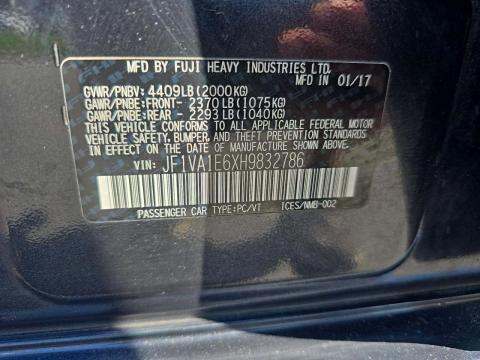 MFD BY FUJI HEAVY INDUSTRIES LTD.
MFD IN 01/17
GVWR/PNBV: 4409LB(2000KG)
GAWR/PNBE:FRONT- 2370LB(1075KG)
GAWR/PNBE:REAR - 2293LB(1040KG)
THIS VEHICLE CONFORMS TO ALL APPLICABLE FEDERAL MOTOR
VEHICLE SAFETY, BUMPER, AND THEFT PREVENTION STANDARDS
IN EFFECT ON THE DATE OF MANUFACTURE SHOWN ABOVE.
VIN: JF1VA1E6XH9832786
PASSENGER CAR TYPE:PC/VT ICES/NMB-002